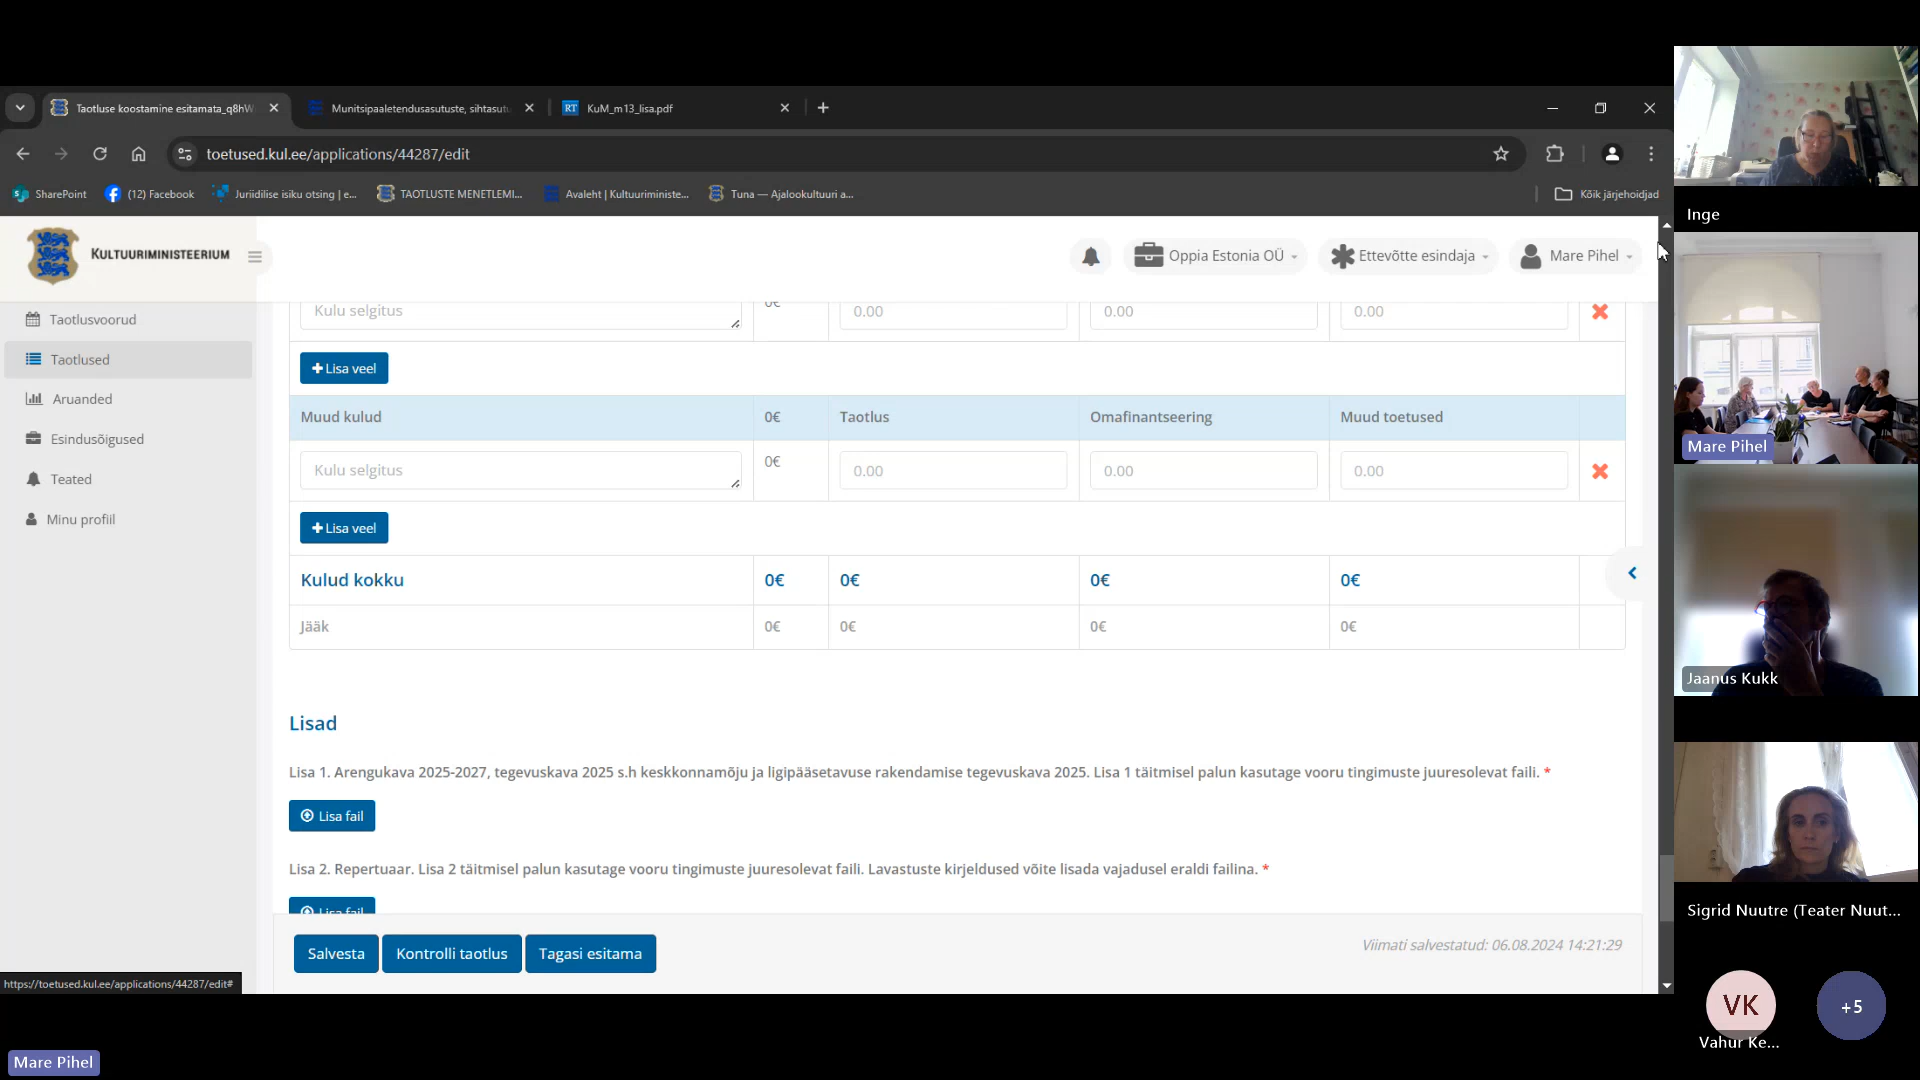 Taotluse koostamine esitamata_q8hW
Munitsipaaletendusasutuste, sihtasutu
RT KuM_m13_lisa.pdf
toetused.kul.ee/applications/44287/edit
SharePoint
(12) Facebook
Juriidilise isiku otsing | e...
TAOTLUSTE MENETLEMI...
Avaleht | Kultuuriministe...
Tuna — Ajalookultuuri a...
Kõik järjehoidjad
KULTUURIMINISTEERIUM
Oppia Estonia OÜ
Ettevõtte esindaja
Mare Pihel
Taotlusvoorud
Taotlused
Aruanded
Esindusõigused
Teated
Minu profiil
Kulu selgitus 0€ 0.00 0.00 0.00
Lisa veel
Muud kulud 0€ Taotlus Omafinantseering Muud toetused
Kulu selgitus 0€ 0.00 0.00 0.00
Lisa veel
Kulud kokku 0€ 0€ 0€ 0€
Jääk 0€ 0€ 0€ 0€
Lisad
Lisa 1. Arengukava 2025-2027, tegevuskava 2025 s.h keskkonnamõju ja ligipääsetavuse rakendamise tegevuskava 2025. Lisa 1 täitmisel palun kasutage vooru tingimuste juuresolevat faili. *
Lisa fail
Lisa 2. Repertuaar. Lisa 2 täitmisel palun kasutage vooru tingimuste juuresolevat faili. Lavastuste kirjeldused võite lisada vajadusel eraldi failina. *
Lisa fail
Salvesta
Kontrolli taotlus
Tagasi esitama
Viimati salvestatud: 06.08.2024 14:21:29
https://toetused.kul.ee/applications/44287/edit#
Mare Pihel
Inge
Mare Pihel
Jaanus Kukk
Sigrid Nuutre (Teater Nuut...
VK
+5
Vahur Ke...